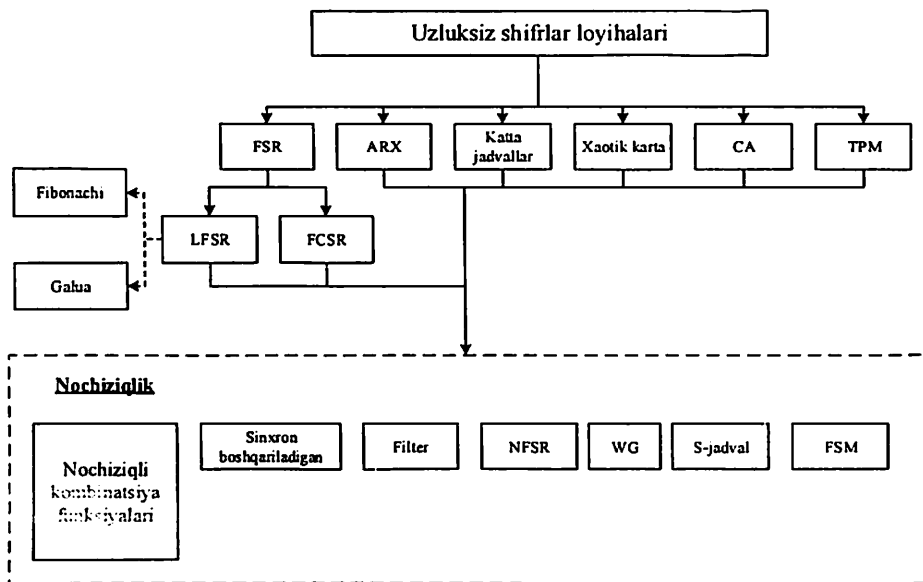 Uzluksiz shifrlar loyihalari
FSR
ARX
Katta
jadvallar
Xaotik karta
CA
TPM
Fibonachi
LFSR
FCSR
Galua
Nochiziqlik
Nochiziqli
kombinatsiya
funksiyalari
Sinxron
boshqariladigan
Filter
NFSR
WG
S-jadval
FSM